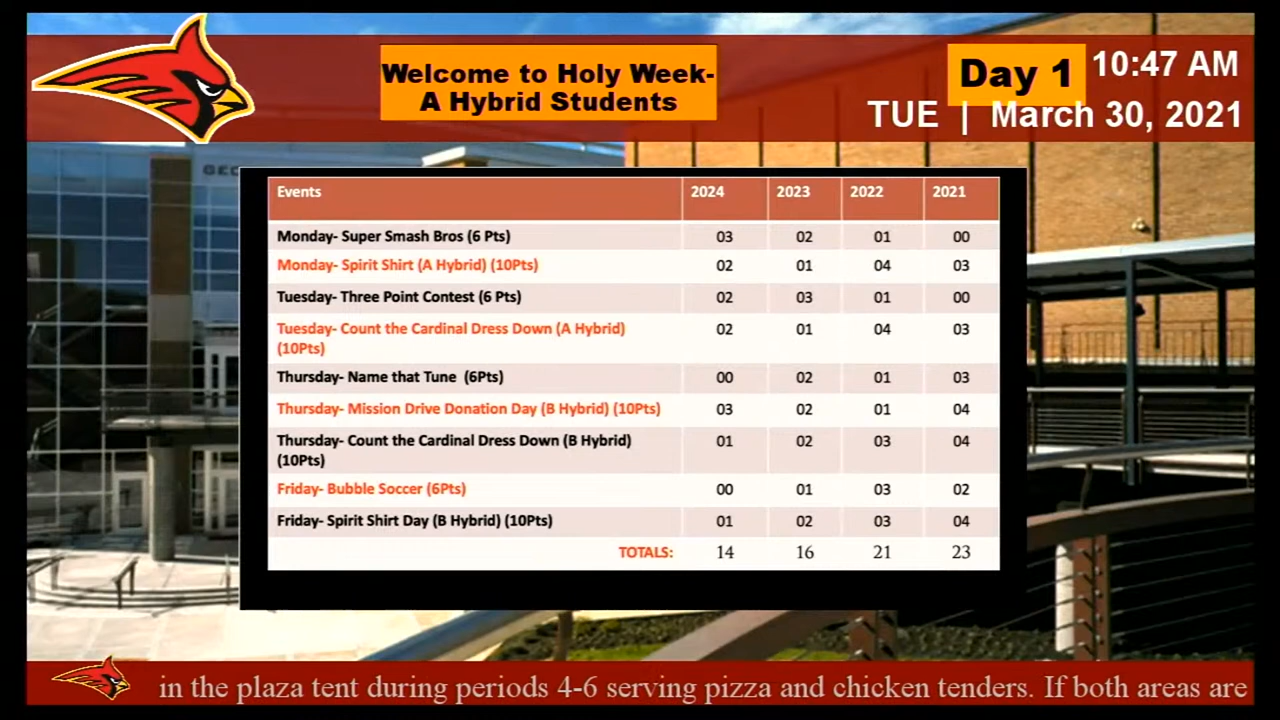 Welcome to Holy Week-
A Hybrid Students
Day 1
10:47 AM
TUE | March 30, 2021
GEO
Events 2024 2023 2022 2021
Monday- Super Smash Bros (6 Pts) 03 02 01 00
Monday- Spirit Shirt (A Hybrid) (10Pts) 02 01 04 03
Tuesday- Three Point Contest (6 Pts) 02 03 01 00
Tuesday- Count the Cardinal Dress Down (A Hybrid)
(10Pts) 02 01 04 03
Thursday- Name that Tune (6Pts) 00 02 01 03
Thursday- Mission Drive Donation Day (B Hybrid) (10Pts) 03 02 01 04
Thursday- Count the Cardinal Dress Down (B Hybrid)
(10Pts) 01 02 03 04
Friday- Bubble Soccer (6Pts) 00 01 03 02
Friday- Spirit Shirt Day (B Hybrid) (10Pts) 01 02 03 04
TOTALS: 14 16 21 23
in the plaza tent during periods 4-6 serving pizza and chicken tenders. If both areas are